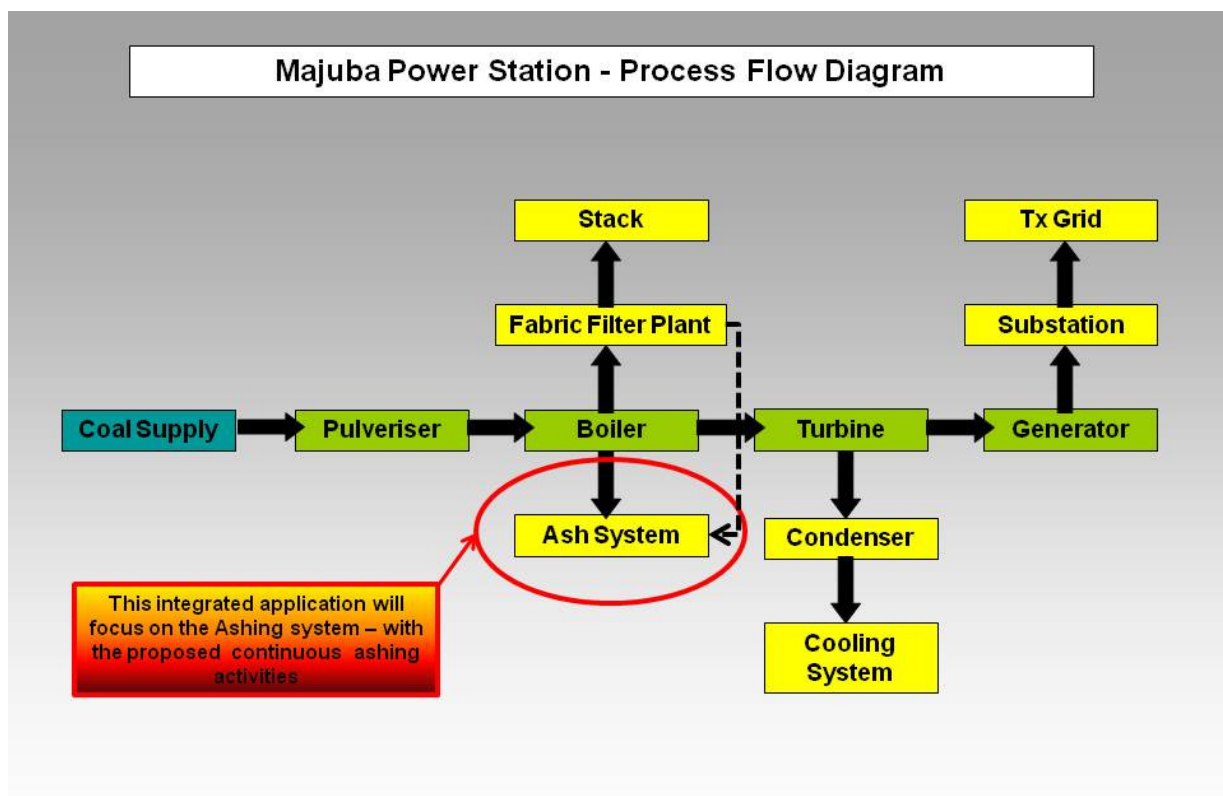 Majuba Power Station - Process Flow Diagram
Stack
Tx Grid
Fabric Filter Plant
Substation
Coal Supply
Pulveriser
Boiler
Turbine
Generator
Ash System
Condenser
This integrated application will
focus on the Ashing system – with
the proposed continuous ashing
activities
Cooling
System